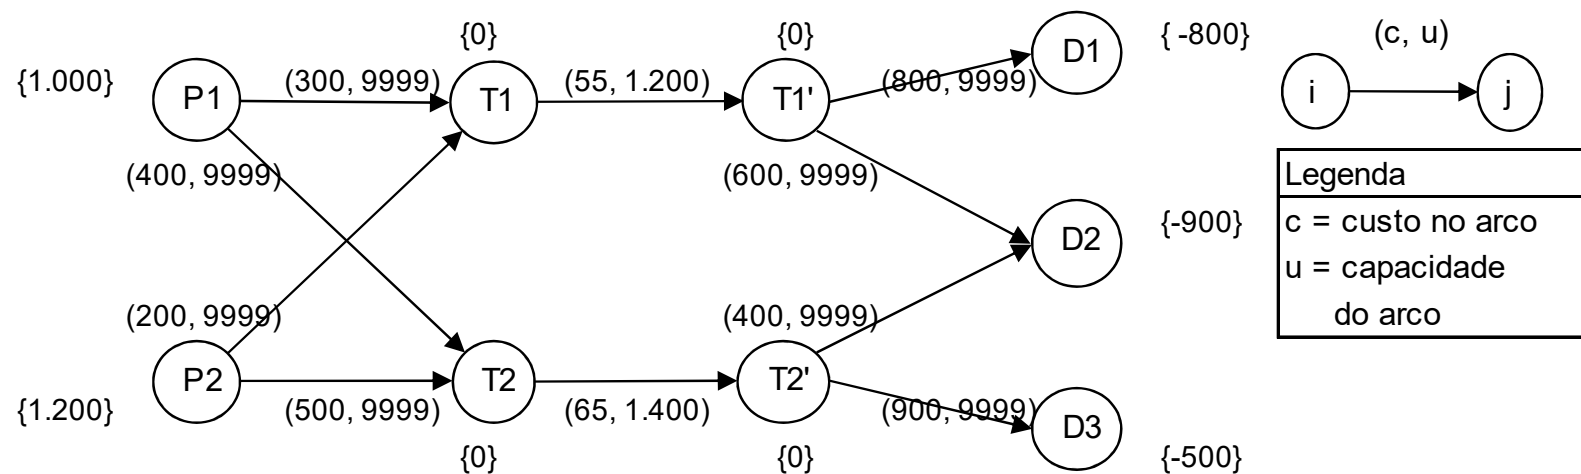 {0}
{0}
{-800}
(c, u)
{1.000}
P1
(300, 9999)
T1
(55, 1.200)
T1'
(800, 9999)
D1
i
j
(400, 9999)
(600, 9999)
Legenda
c = custo no arco
u = capacidade
do arco
D2
{-900}
(200, 9999)
(400, 9999)
P2
T2
T2'
{1.200}
(500, 9999)
(65, 1.400)
(900, 9999)
D3
{0}
{0}
{-500}